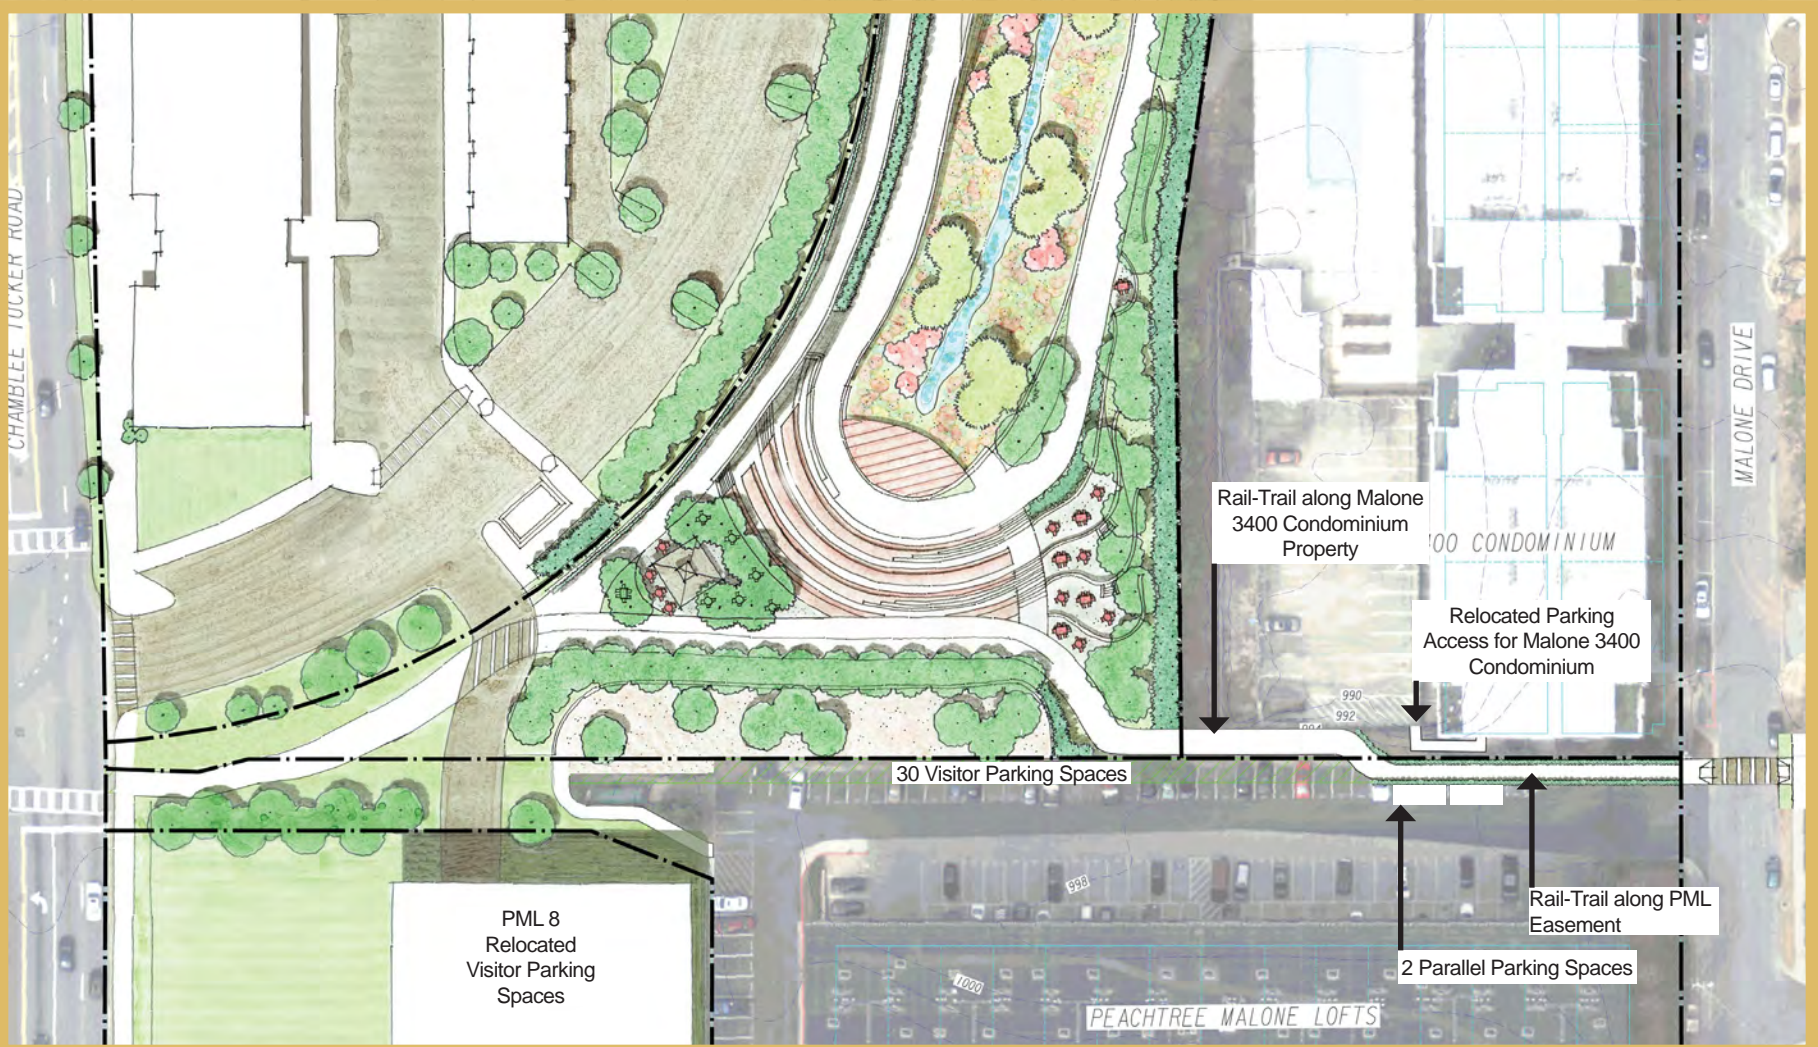 CHAMBLEE TUCKER ROAD
MALONE DRIVE
Rail-Trail along Malone
3400 Condominium
Property
00 CONDOMINIUM
Relocated Parking
Access for Malone 3400
Condominium
990
992
30 Visitor Parking Spaces
998
Rail-Trail along PML
Easement
2 Parallel Parking Spaces
PML 8
Relocated
Visitor Parking
Spaces
1000
PEACHTREE MALONE LOFTS